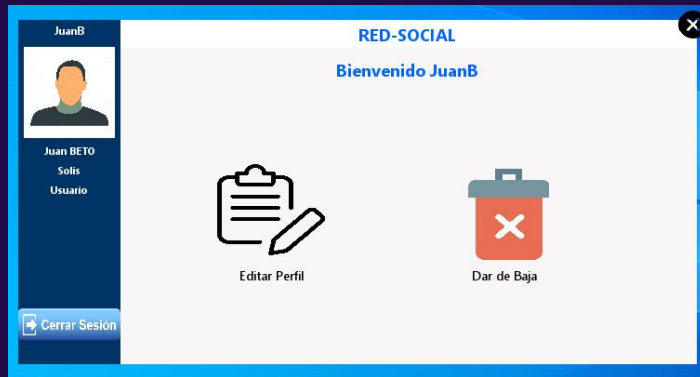 JuanB
Juan BETO
Solis
Usuario
Cerrar Sesión
RED-SOCIAL
Bienvenido JuanB
Editar Perfil
Dar de Baja